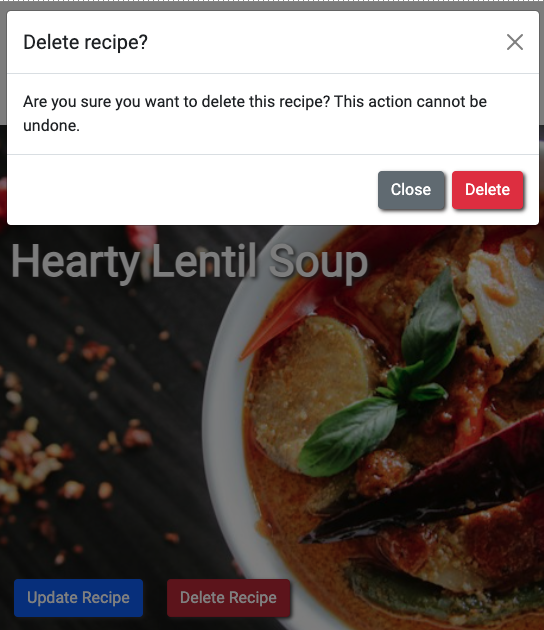 Delete recipe?
Are you sure you want to delete this recipe? This action cannot be
undone.
Close Delete
Hearty Lentil Soup
Update Recipe Delete Recipe